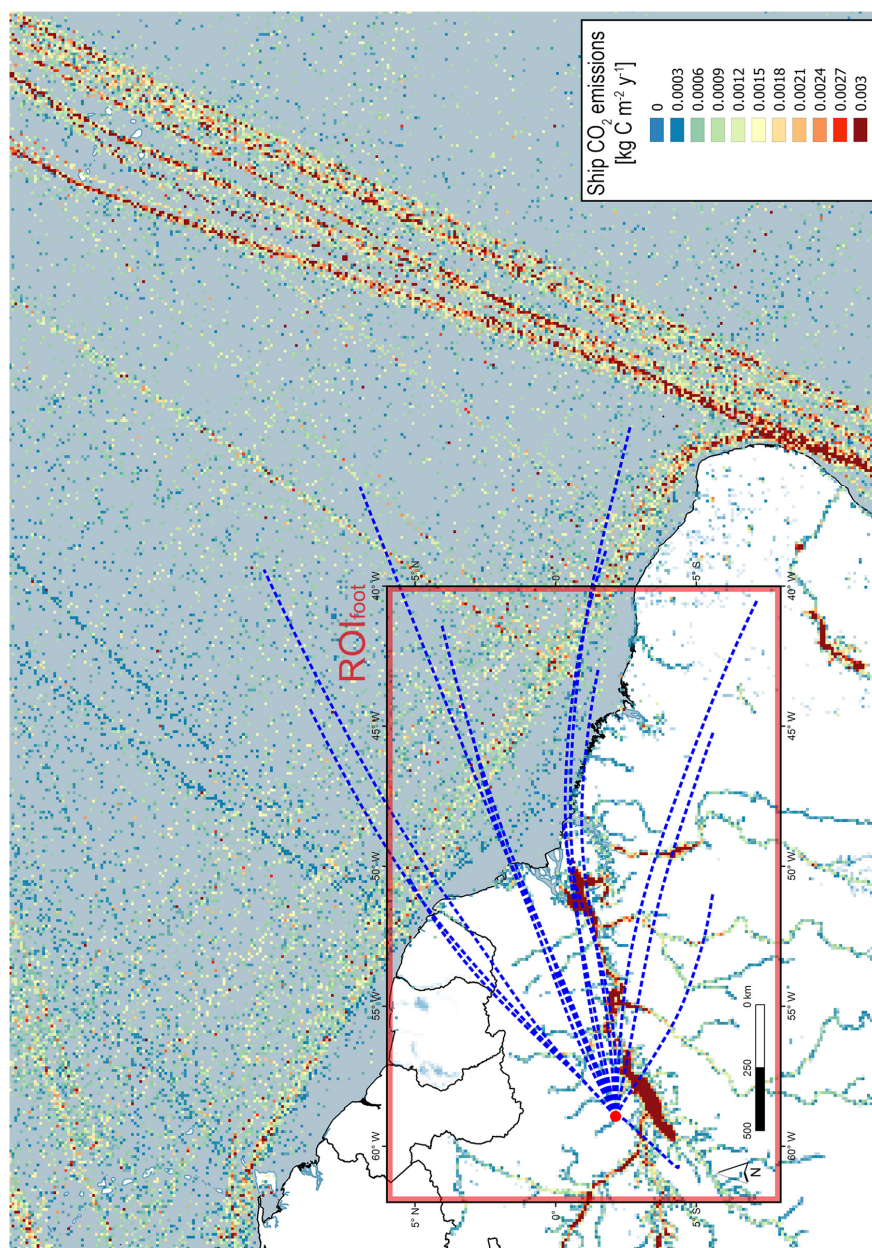 Ship CO2 emissions
[kg C m-2 y-1]
0
0.0003
0.0006
0.0009
0.0012
0.0015
0.0018
0.0021
0.0024
0.0027
0.003
ROIfoot
60° W
55° W
50° W
45° W
40° W
5° N
5° N
0°
0°
5° S
5° S
60° W
55° W
50° W
45° W
40° W
N
500
250
0 km